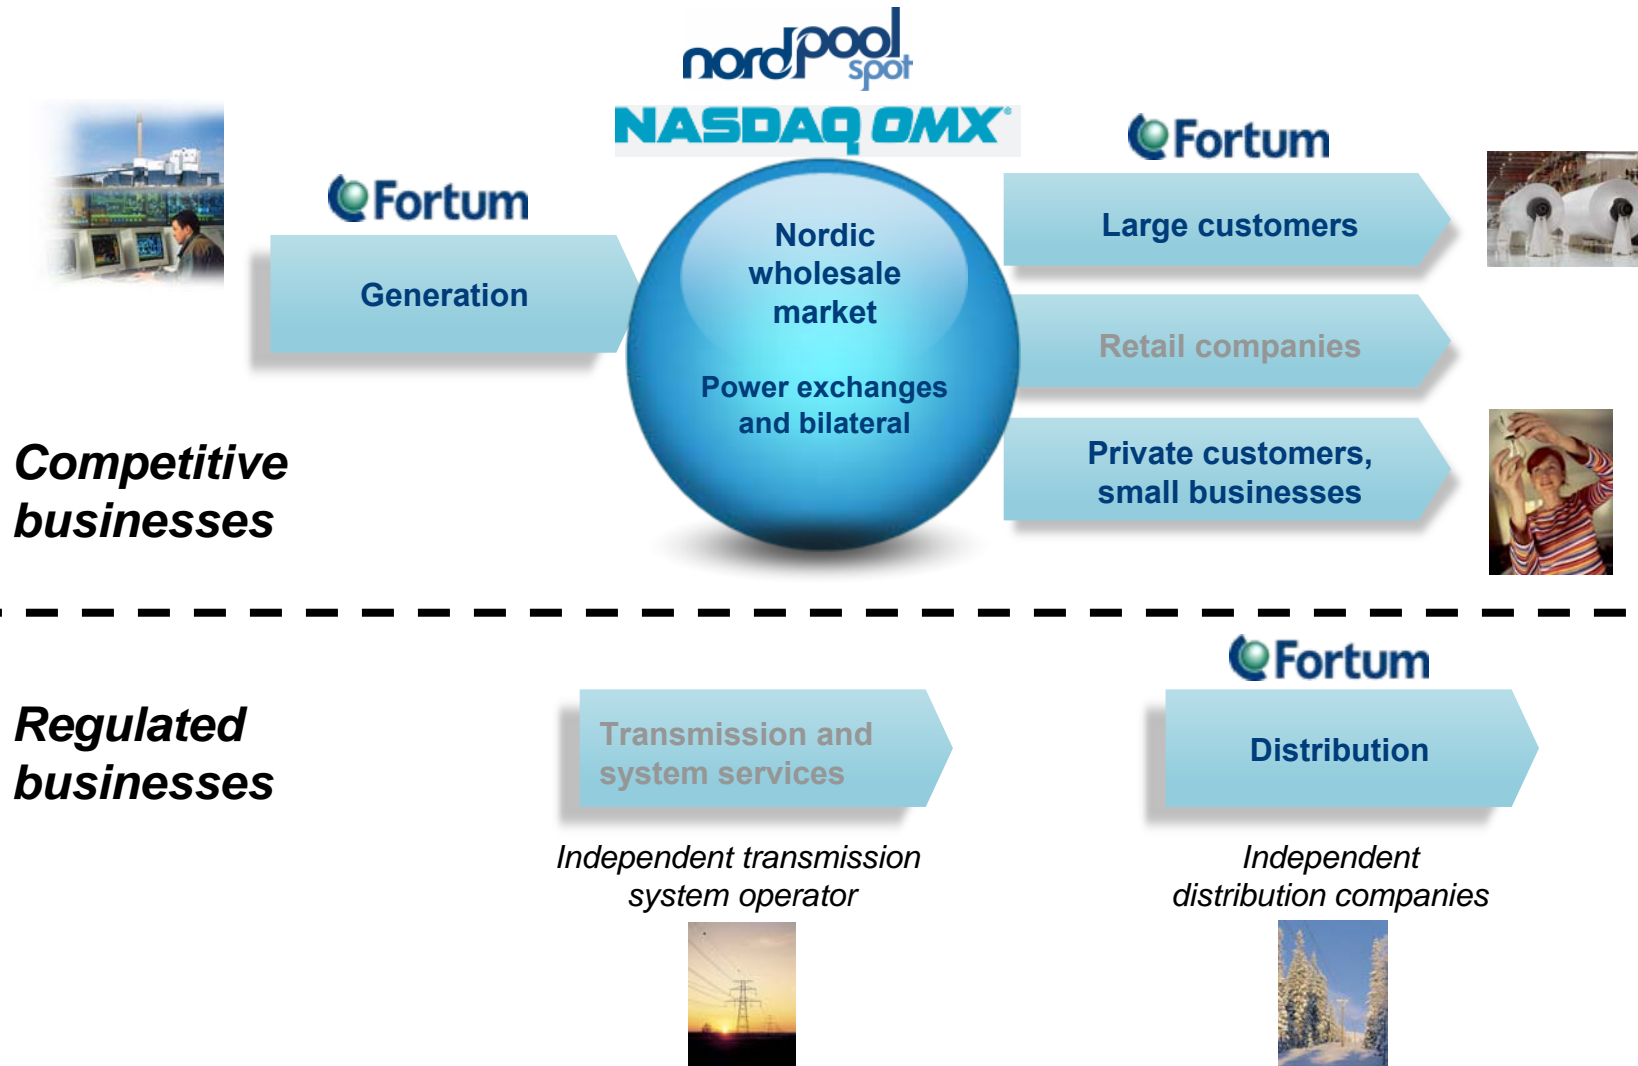 nordpool
spot
NASDAQ OMX
Fortum
Fortum
Generation
Nordic
wholesale
market
Power exchanges
and bilateral
Large customers
Retail companies
Private customers,
small businesses
Competitive
businesses
Fortum
Regulated
businesses
Transmission and
system services
Distribution
Independent transmission
system operator
Independent
distribution companies